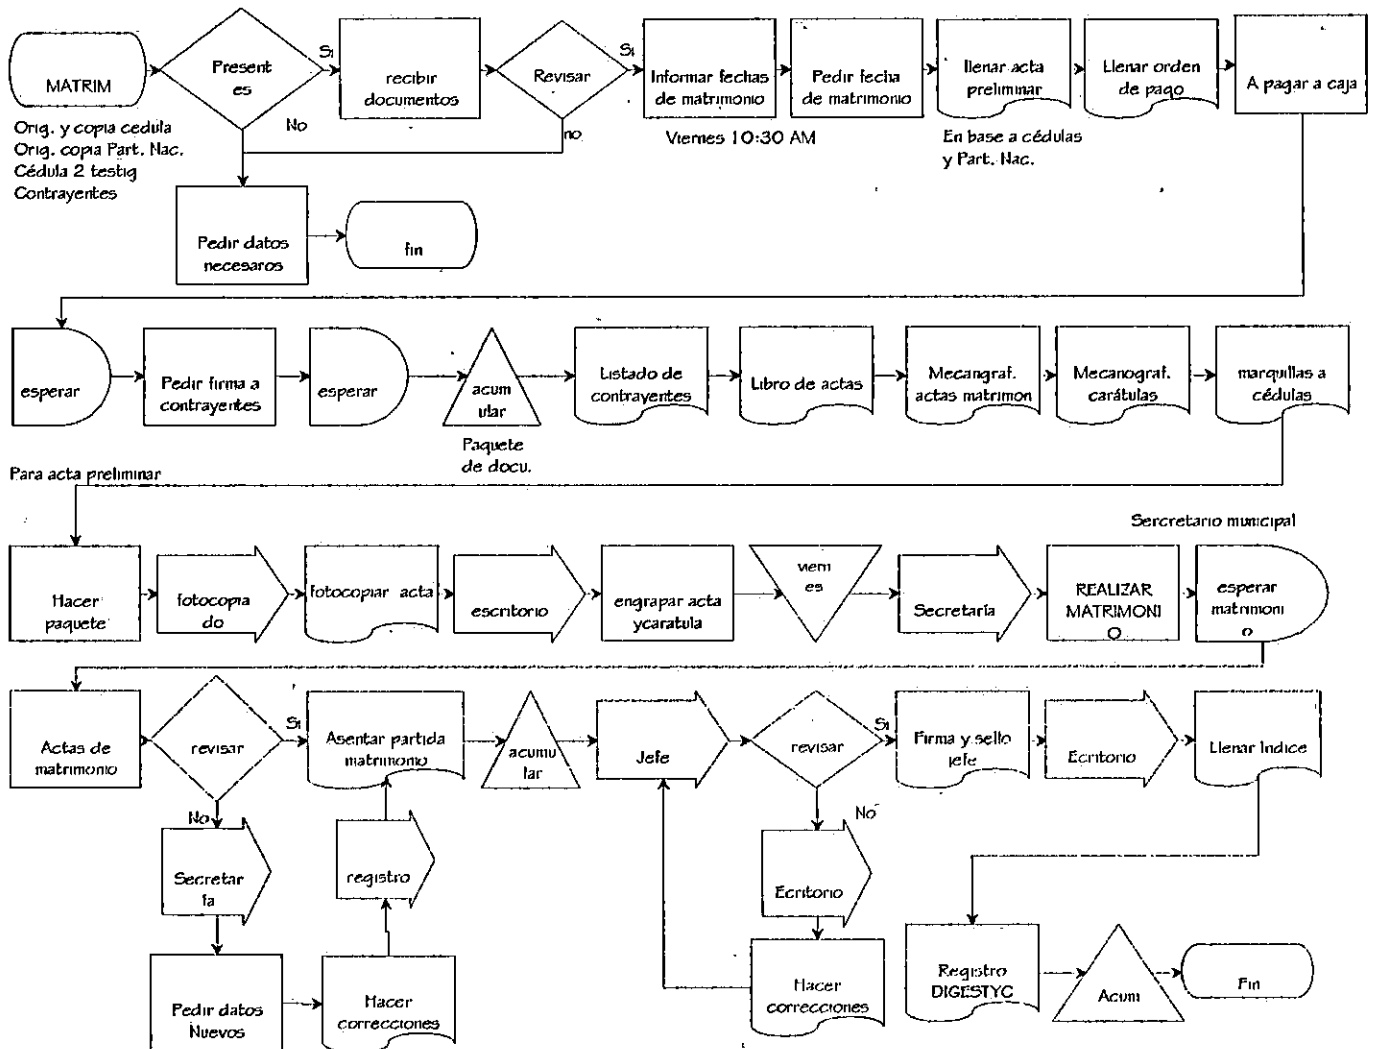 MATRIM
Present
es
Si
recibir
documentos
Revisar
Si
Informar fechas
de matrimonio
Pedir fecha
de matrimonio
llenar acta
preliminar
Llenar orden
de pago
A pagar a caja
Orig. y copia cedula
Orig. copia Part. Nac.
Cédula 2 testig
Contrayentes
No
no
Viernes 10:30 AM
En base a cédulas
y Part. Nac.
Pedir datos
necesaros
fin
esperar
Pedir firma a
contrayentes
esperar
acum
ular
Listado de
contrayentes
Libro de actas
Mecangraf.
actas matrimon
Mecanograf.
carátulas
marquillas a
cédulas
Paquete
de docu.
Para acta preliminar
Sercretario municipal
Hacer
paquete
fotocopia
do
fotocopiar acta
escritorio
engrapar acta
ycaratula
viern
es
Secretaría
REALIZAR
MATRIMONI
O
esperar
matrimoni
o
Actas de
matrimonio
revisar
Si
Asentar partida
matrimonio
acumu
lar
Jefe
revisar
Si
Firma y sello
jefe
Ecritorio
Llenar Indice
No
No
Secretar
ía
registro
Ecritorio
Pedir datos
Nuevos
Hacer
correcciones
Hacer
correcciones
Registro
DIGESTYC
Acum
Fin